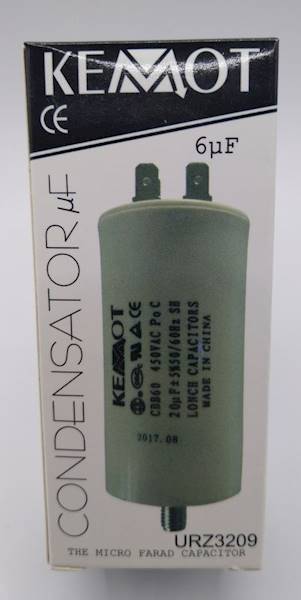 KEMOT
CE
6µF
CONDENSATOR µF
KEMOT
CBB60 450VAC Po C
20µF±5%50/60Hz SH
LONCH CAPACITORS
MADE IN CHINA
2017.08
URZ3209
THE MICRO FARAD CAPACITOR